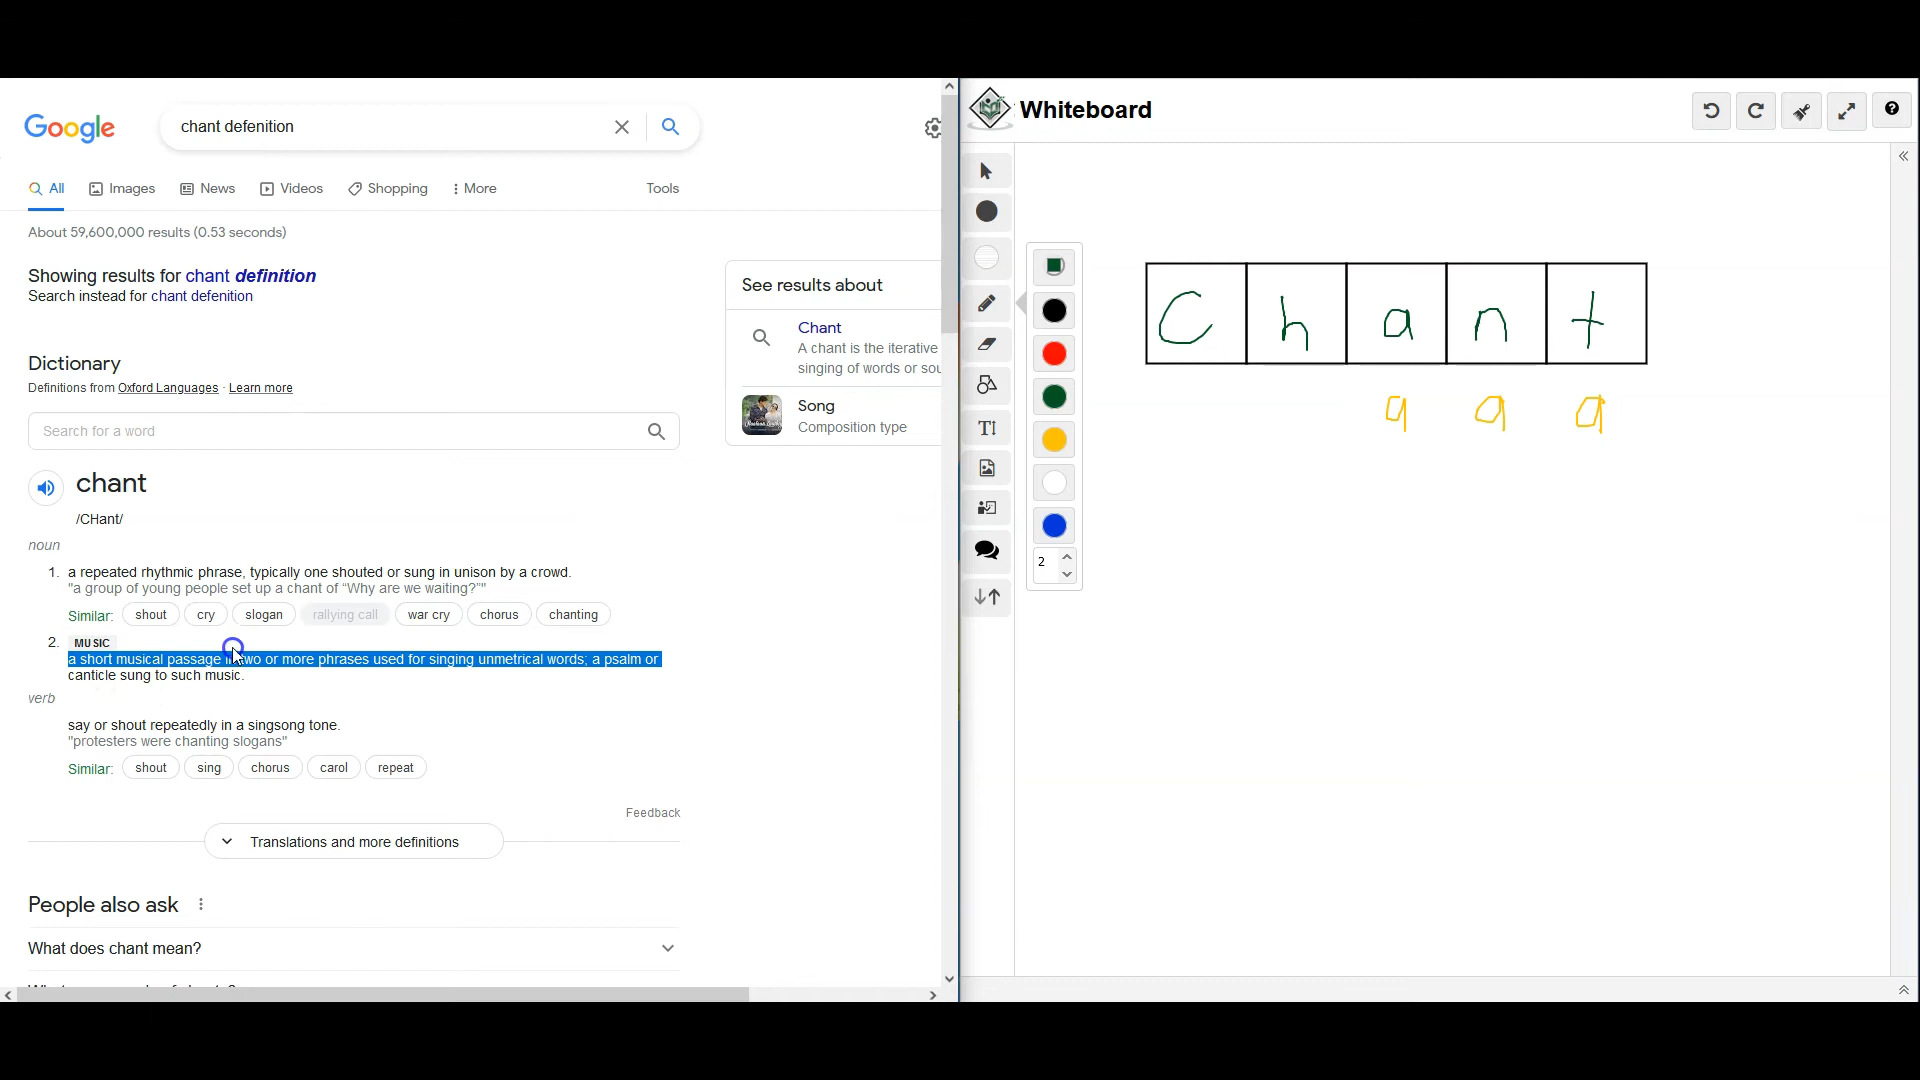 Google
chant defenition
All Images News Videos Shopping More Tools
About 59,600,000 results (0.53 seconds)
Showing results for chant definition
Search instead for chant defenition
Dictionary
Definitions from Oxford Languages · Learn more
Search for a word
chant
/CHant/
noun
1. a repeated rhythmic phrase, typically one shouted or sung in unison by a crowd.
"a group of young people set up a chant of “Why are we waiting?”"
Similar: shout cry slogan rallying call war cry chorus chanting
2. MUSIC
a short musical passage in two or more phrases used for singing unmetrical words; a psalm or
canticle sung to such music.
verb
say or shout repeatedly in a singsong tone.
"protesters were chanting slogans"
Similar: shout sing chorus carol repeat
Feedback
Translations and more definitions
People also ask
What does chant mean?
See results about
Chant
A chant is the iterative
singing of words or sou
Song
Composition type
Whiteboard
2
C h a n t
a a a